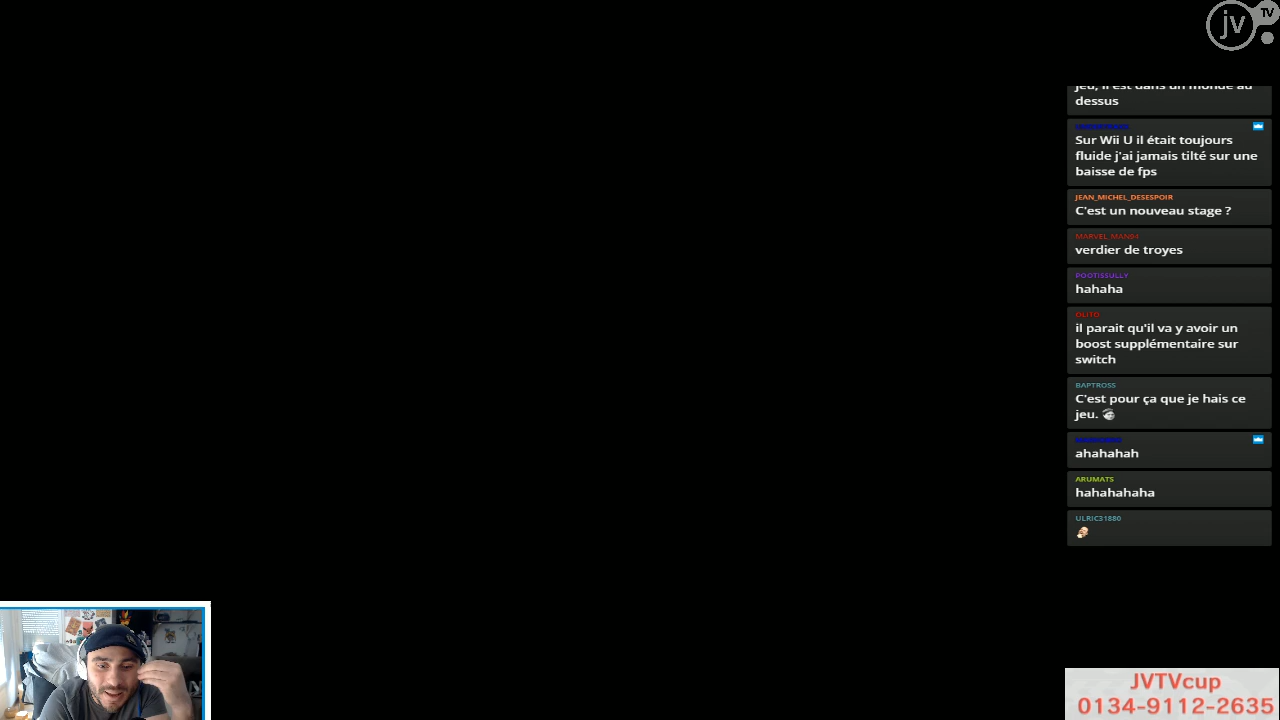 jv TV
jeu, il est dans un monde au
dessus
Sur Wii U il était toujours
fluide j'ai jamais tilté sur une
baisse de fps
JEAN_MICHEL_DESESPOIR
C'est un nouveau stage ?
MARVEL_MAN94
verdier de troyes
POOTISSULLY
hahaha
OLITO
il parait qu'il va y avoir un
boost supplémentaire sur
switch
BAPTROSS
C'est pour ça que je hais ce
jeu.
ahahahah
ARUMATS
hahahahaha
ULRIC31880
JVTVcup
0134-9112-2635